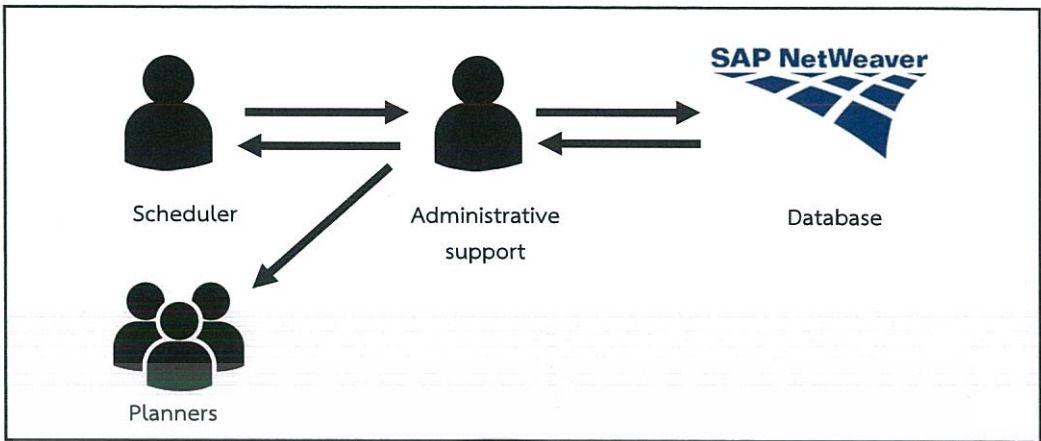 SAP NetWeaver
Scheduler
Administrative
support
Database
Planners